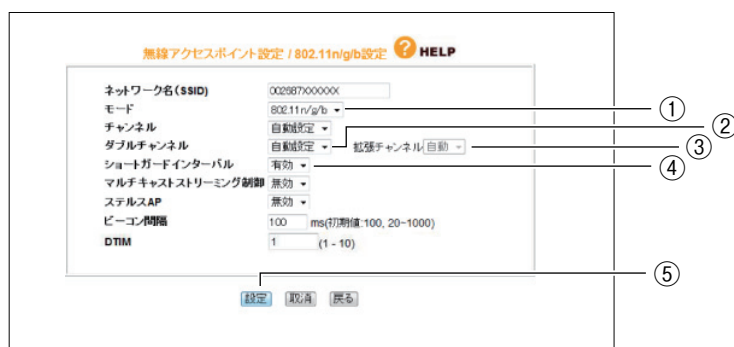 無線アクセスポイント設定 / 802.11n/g/b設定 ? HELP
ネットワーク名(SSID) 002687XXXXXX
モード 802.11n/g/b ①
チャンネル 自動設定
ダブルチャンネル 自動設定 ② 拡張チャンネル 自動 ③
ショートガードインターバル 有効 ④
マルチキャストストリーミング制御 無効
ステルスAP 無効
ビーコン間隔 100 ms(初期値:100, 20~1000)
DTIM 1 (1 - 10)
設定 取消 戻る ⑤